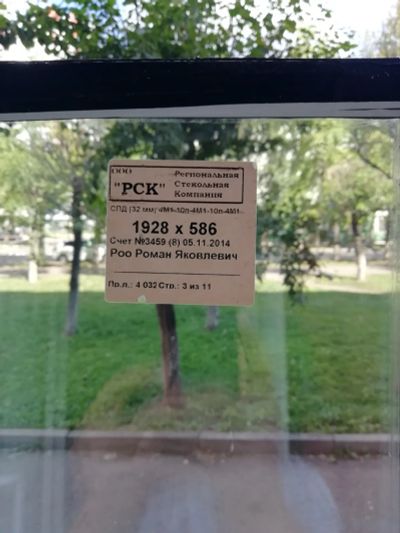 ООО
"РСК"
Региональная
Стекольная
Компания
СПД (32 мм) 4М1-10п-4М1-10п-4М1
1928 x 586
Счет №3459 (8) 05.11.2014
Роо Роман Яковлевич
Пр.п.: 4 032 Стр.: 3 из 11